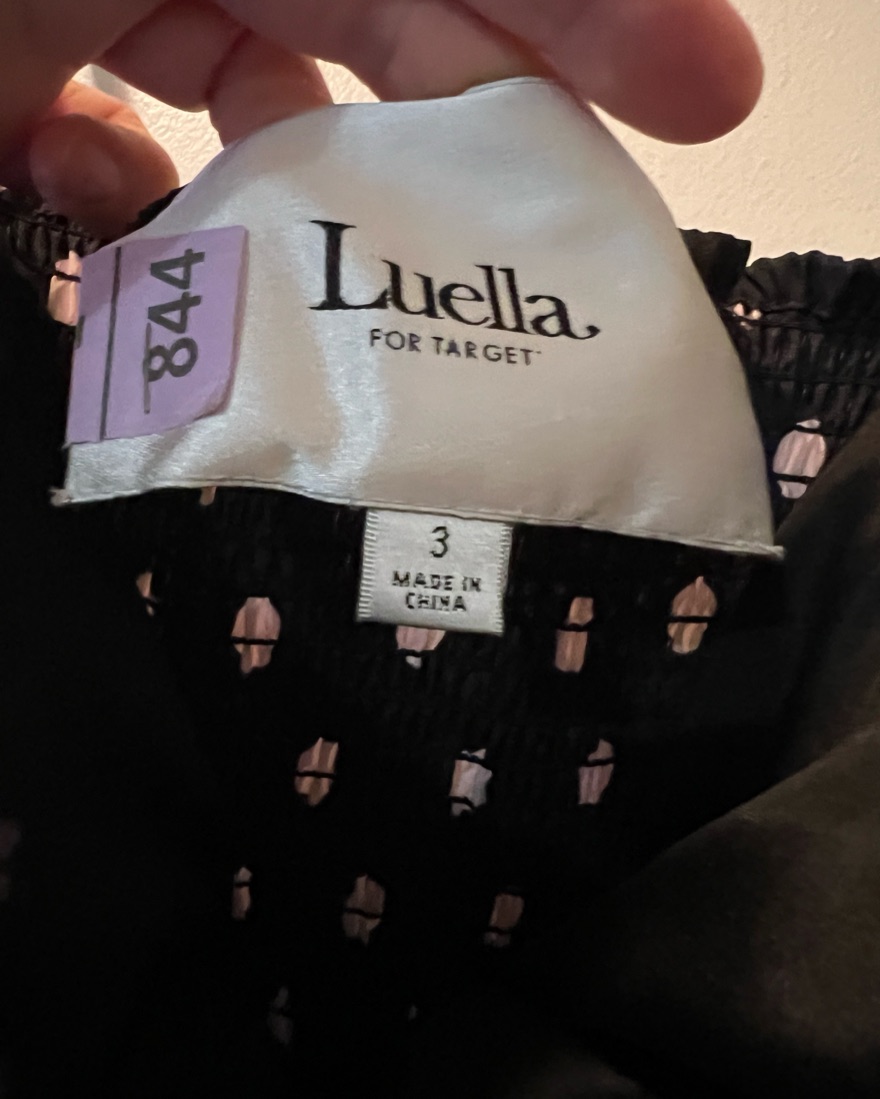 844
Luella
FOR TARGET
3
MADE IN
CHINA